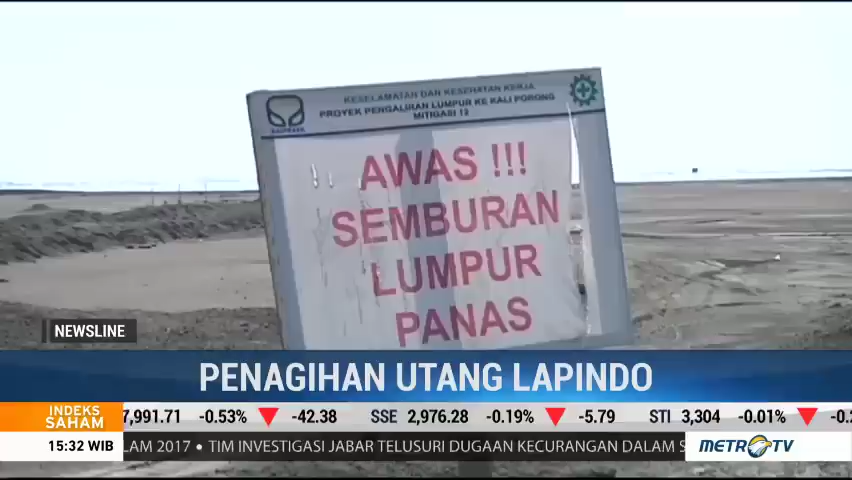 KESELAMATAN DAN KESEHATAN KERJA
PROYEK PENGALIRAN LUMPUR KE KALI PORONG
MITIGASI 12
AWAS !!!
SEMBURAN
LUMPUR
PANAS
NEWSLINE
PENAGIHAN UTANG LAPINDO
INDEKS SAHAM
7,991.71 -0.53% -42.38 SSE 2,976.28 -0.19% -5.79 STI 3,304 -0.01%
15:32 WIB
2017 • TIM INVESTIGASI JABAR TELUSURI DUGAAN KECURANGAN DALAM
METRO TV